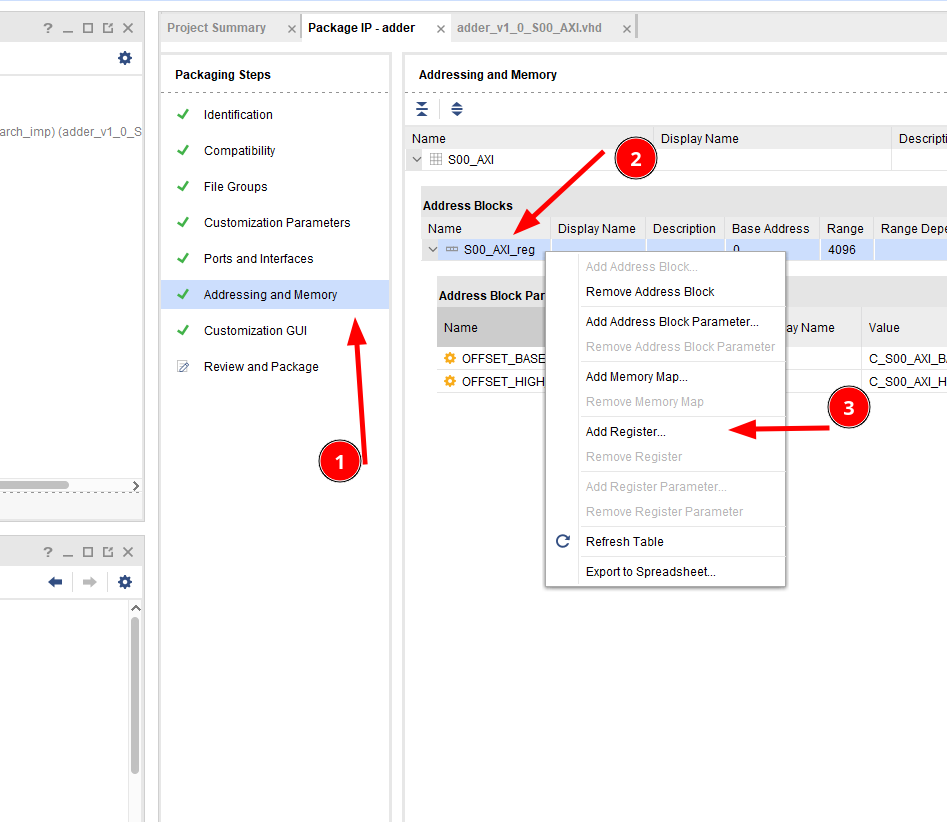 Project Summary
Package IP - adder
adder_v1_0_S00_AXI.vhd
arch_imp) (adder_v1_0_S
Packaging Steps
Identification
Compatibility
File Groups
Customization Parameters
Ports and Interfaces
Addressing and Memory
Customization GUI
Review and Package
1
Addressing and Memory
Name Display Name Descripti
S00_AXI
2
Address Blocks
Name Display Name Description Base Address Range Range Depe
S00_AXI_reg 0 4096
Address Block Par
Name ay Name Value
OFFSET_BASE C_S00_AXI_BA
OFFSET_HIGH C_S00_AXI_H
Add Address Block...
Remove Address Block
Add Address Block Parameter...
Remove Address Block Parameter
Add Memory Map...
Remove Memory Map
Add Register...
3
Remove Register
Add Register Parameter...
Remove Register Parameter
Refresh Table
Export to Spreadsheet...